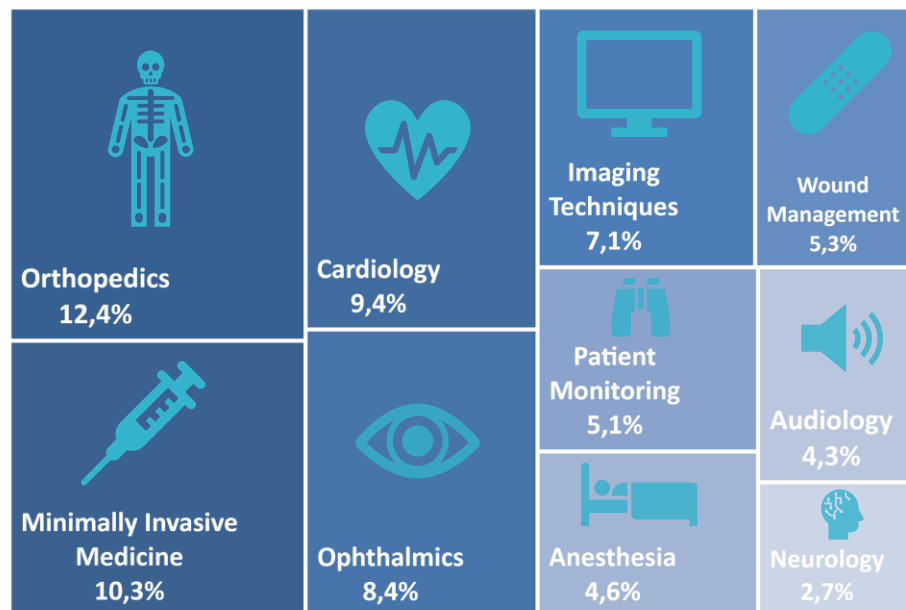 Orthopedics
12,4%
Minimally Invasive
Medicine
10,3%
Cardiology
9,4%
Ophthalmics
8,4%
Imaging
Techniques
7,1%
Wound
Management
5,3%
Patient
Monitoring
5,1%
Anesthesia
4,6%
Audiology
4,3%
Neurology
2,7%